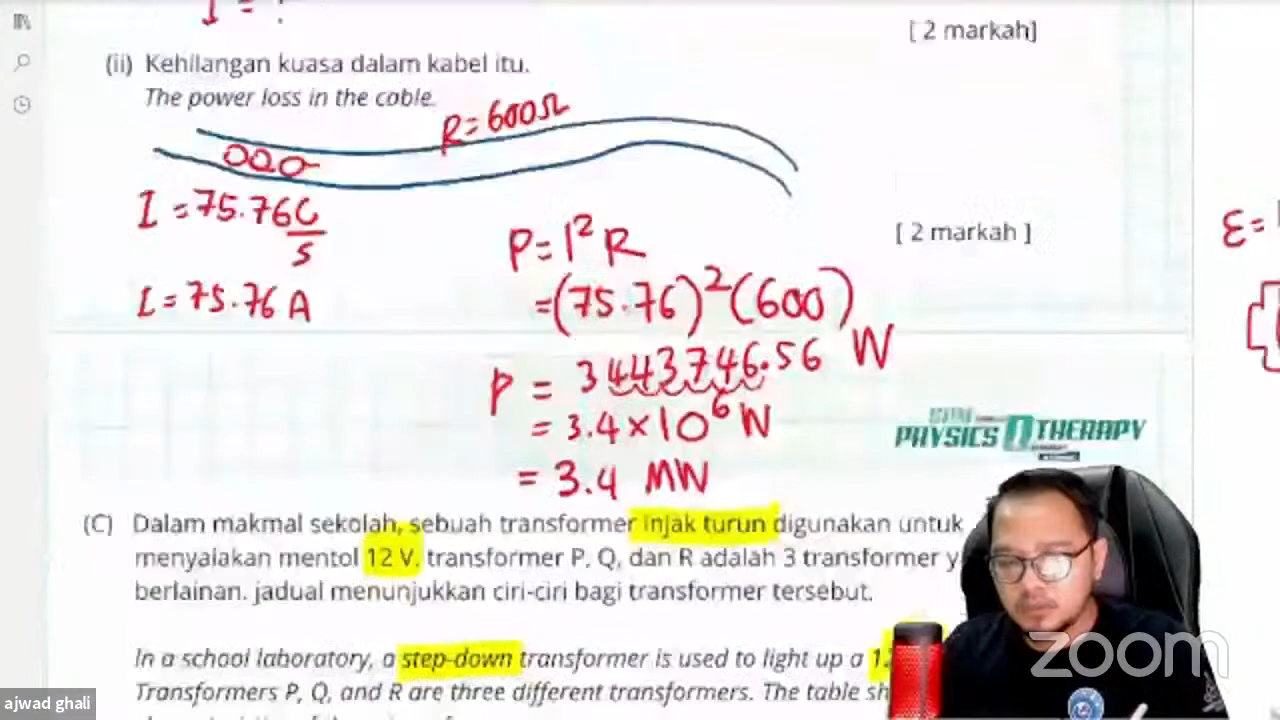 I = ?
[ 2 markah]
(ii) Kehilangan kuasa dalam kabel itu.
The power loss in the cable.
R = 600Ω
I = 75.76 C/s
I = 75.76 A
P = I²R
= (75.76)²(600)
[ 2 markah ]
ε =
P = 3443746.56 W
= 3.4 × 10⁶ W
= 3.4 MW
PHYSICS THERAPY
(C) Dalam makmal sekolah, sebuah transformer injak turun digunakan untuk
menyalakan mentol 12 V. transformer P, Q, dan R adalah 3 transformer y
berlainan. jadual menunjukkan ciri-ciri bagi transformer tersebut.
In a school laboratory, a step-down transformer is used to light up a 1
Transformers P, Q, and R are three different transformers. The table sh
zoom
ajwad ghali